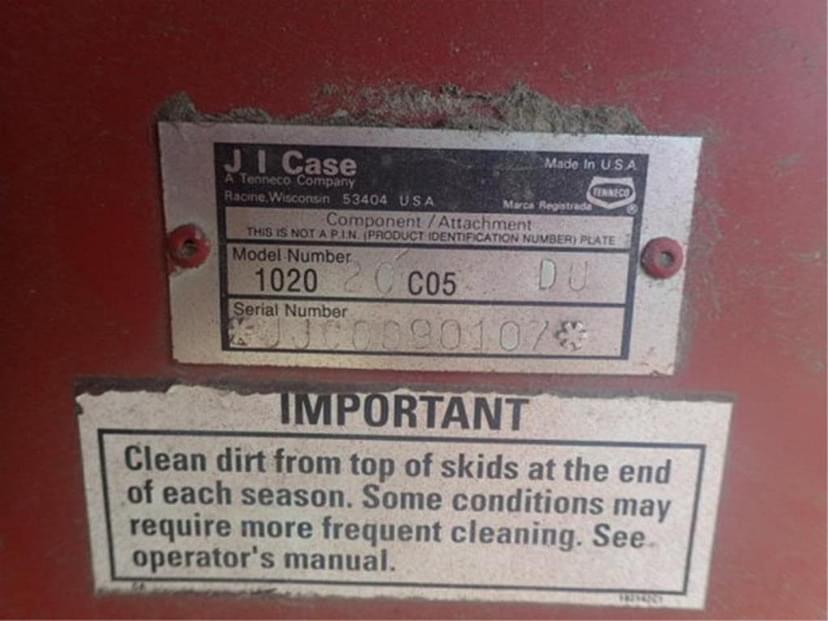 J I Case
A Tenneco Company
Racine, Wisconsin 53404 U S A
Made In U S A
TENNECO
Marca Registrada ®
Component / Attachment
THIS IS NOT A P.I.N. (PRODUCT IDENTIFICATION NUMBER) PLATE
Model Number
1020 20 C05 DU
Serial Number
IMPORTANT
Clean dirt from top of skids at the end
of each season. Some conditions may
require more frequent cleaning. See
operator's manual.